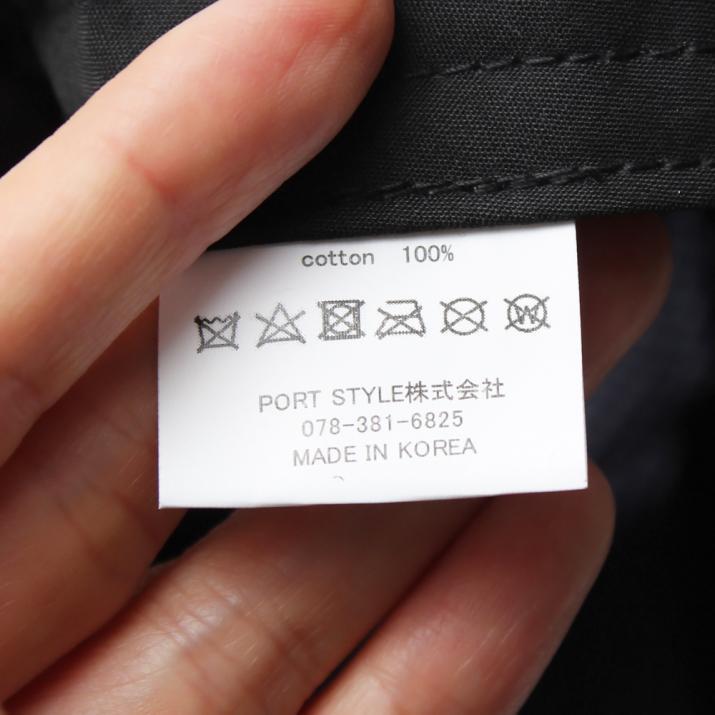 cotton 100%
W
PORT STYLE株式会社
078-381-6825
MADE IN KOREA